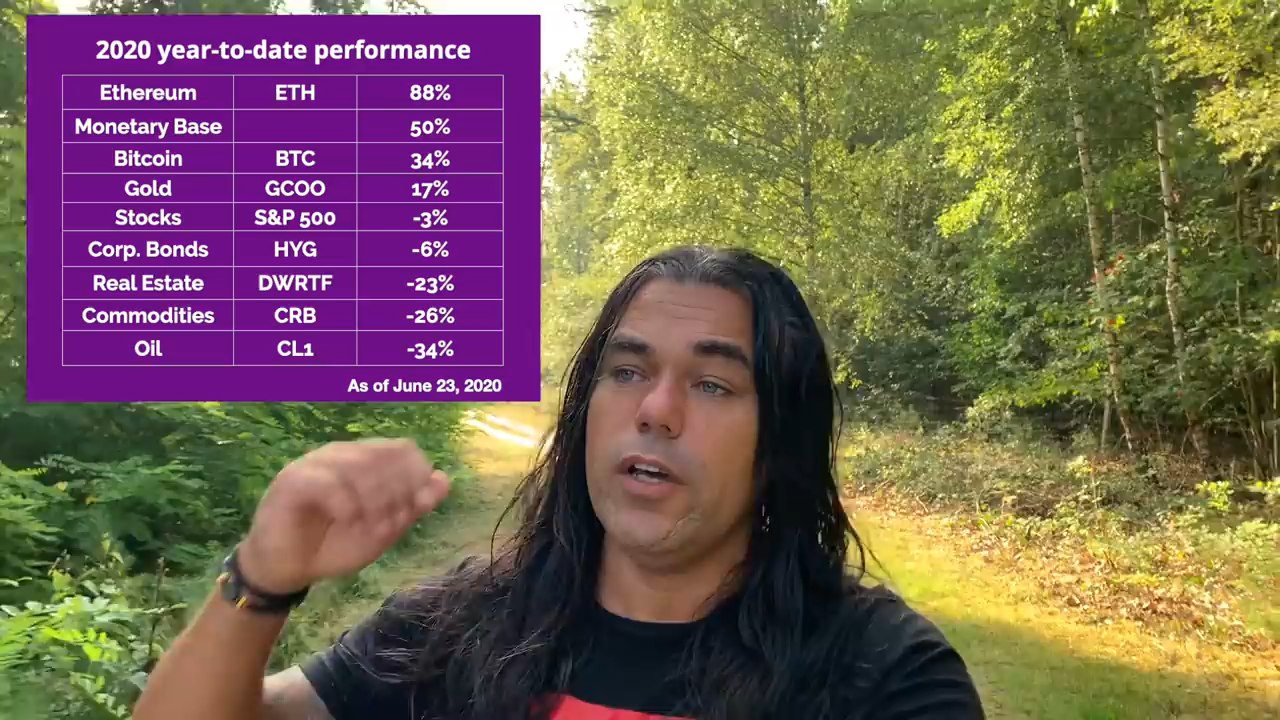 2020 year-to-date performance
Ethereum ETH 88%
Monetary Base 50%
Bitcoin BTC 34%
Gold GCOO 17%
Stocks S&P 500 -3%
Corp. Bonds HYG -6%
Real Estate DWRTF -23%
Commodities CRB -26%
Oil CL1 -34%
As of June 23, 2020